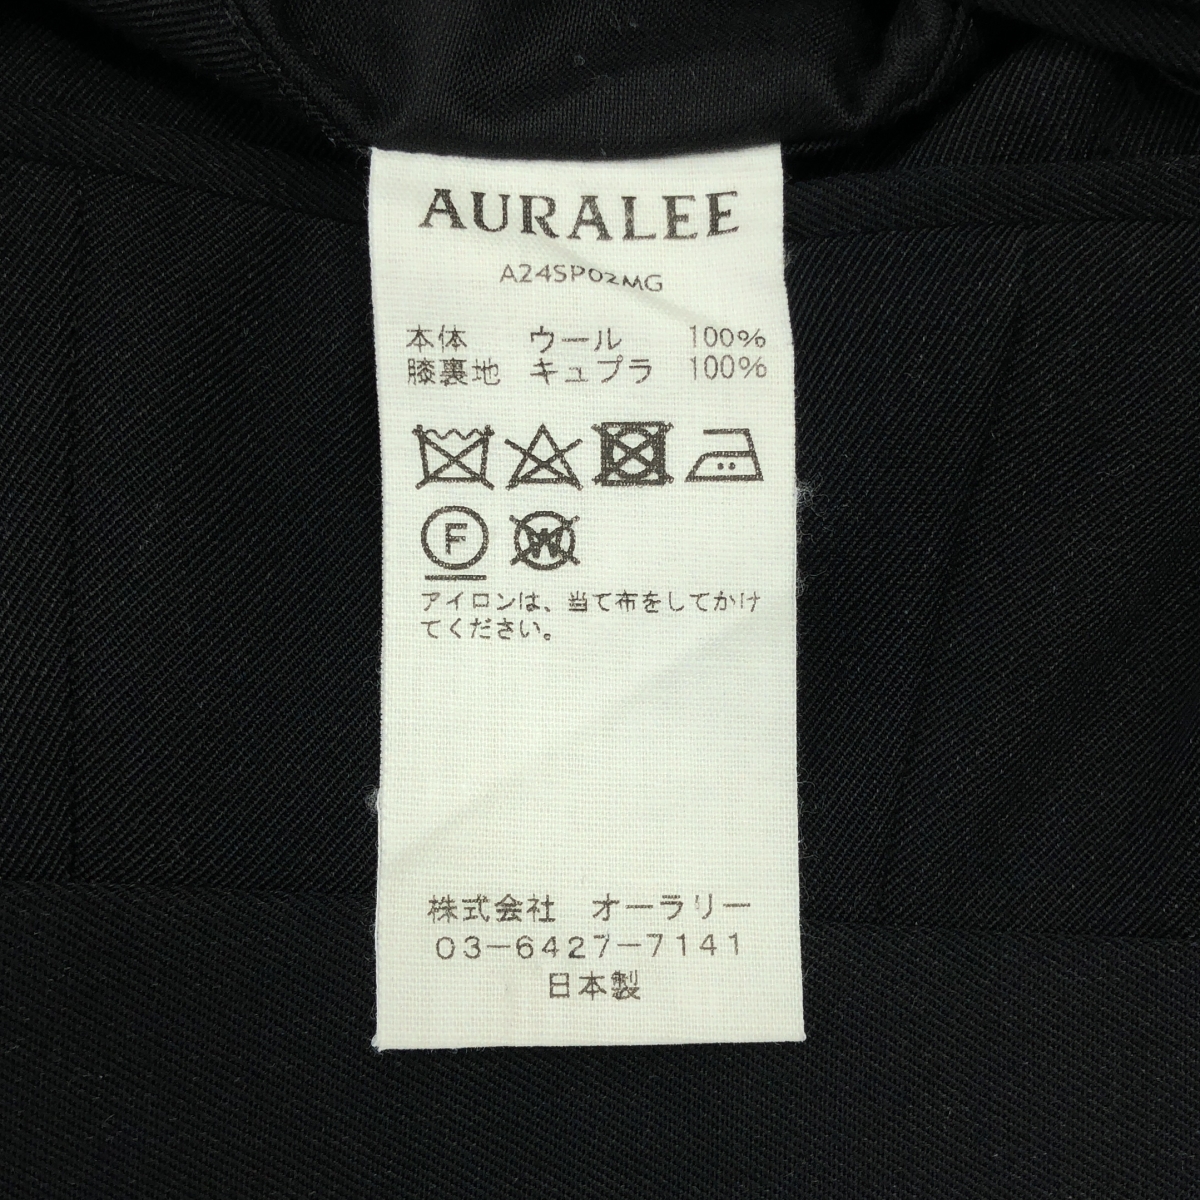 AURALEE
A24SP02MG
本体 ウール 100%
膝裏地 キュプラ 100%
F W
アイロンは、当て布をしてかけ
てください。
株式会社 オーラリー
03-6427-7141
日本製